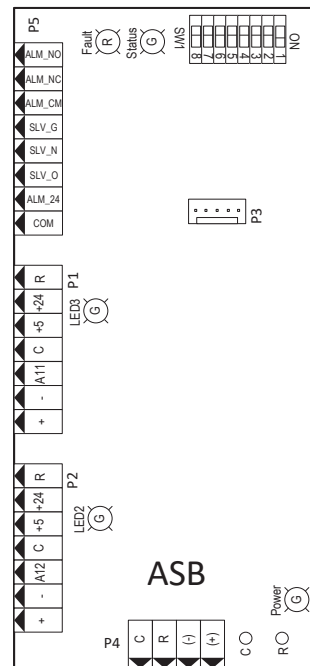 P5
ALM_NO
ALM_NC
ALM_CM
SLV_G
SLV_N
SLV_O
ALM_24
COM
Fault
R
Status
G
SW1
8
7
6
5
4
3
2
1
ON
P3
P1
R
+24
+5
C
A11
-
+
LED3
G
P2
R
+24
+5
C
A12
-
+
LED2
G
ASB
P4
C
R
(-)
(+)
C
R
Power
G